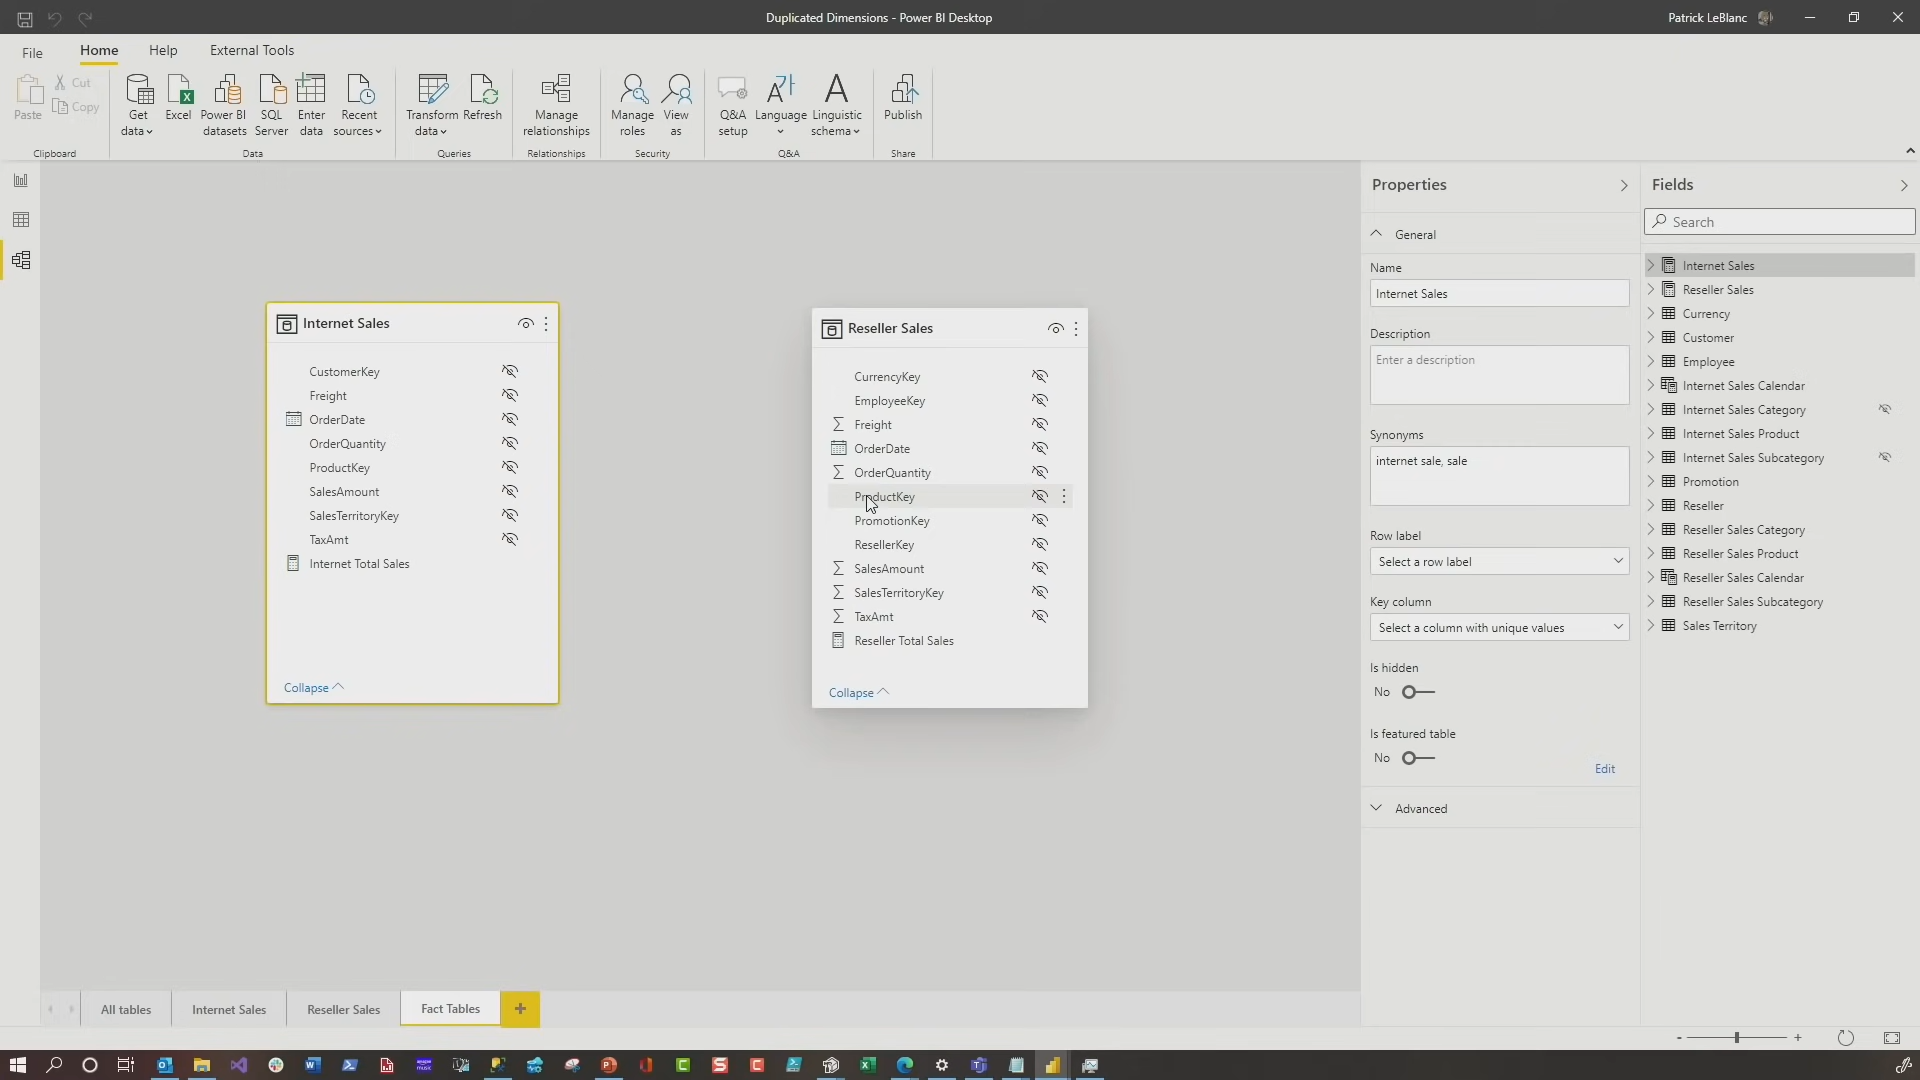 Duplicated Dimensions - Power BI Desktop
Patrick LeBlanc
File
Home
Help
External Tools
Paste
Cut
Copy
Clipboard
Get data
Excel
Power BI datasets
SQL Server
Enter data
Recent sources
Data
Transform data
Refresh
Queries
Manage relationships
Relationships
Manage roles
View as
Security
Q&A setup
Language
Linguistic schema
Q&A
Publish
Share
Internet Sales
CustomerKey
Freight
OrderDate
OrderQuantity
ProductKey
SalesAmount
SalesTerritoryKey
TaxAmt
Internet Total Sales
Collapse
Reseller Sales
CurrencyKey
EmployeeKey
Freight
OrderDate
OrderQuantity
ProductKey
PromotionKey
ResellerKey
SalesAmount
SalesTerritoryKey
TaxAmt
Reseller Total Sales
Collapse
Properties
General
Name
Internet Sales
Description
Enter a description
Synonyms
internet sale, sale
Row label
Select a row label
Key column
Select a column with unique values
Is hidden
No
Is featured table
No
Edit
Advanced
Fields
Search
Internet Sales
Reseller Sales
Currency
Customer
Employee
Internet Sales Calendar
Internet Sales Category
Internet Sales Product
Internet Sales Subcategory
Promotion
Reseller
Reseller Sales Category
Reseller Sales Product
Reseller Sales Calendar
Reseller Sales Subcategory
Sales Territory
All tables
Internet Sales
Reseller Sales
Fact Tables